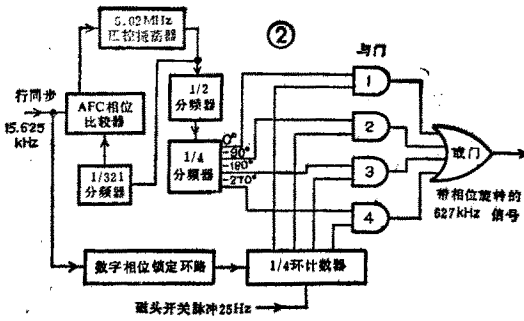 5.02MHz
压控振荡器
②
与门
行同步
15.625
kHz
AFC相位
比较器
1/2
分频器
1/321
分频器
1/4
分频器
0°
-90°
-180°
-270°
1
2
3
4
或门
带相位旋转的
627kHz 信号
数字相位锁定环路
1/4环计数器
磁头开关脉冲25Hz